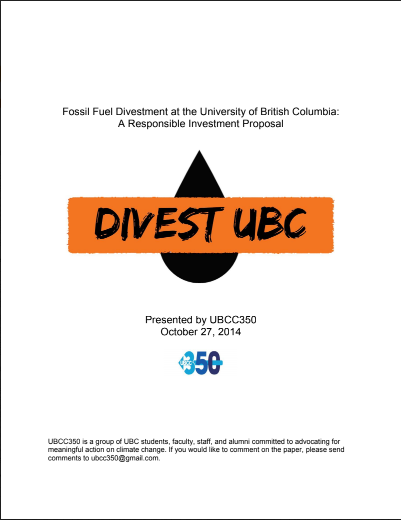 Fossil Fuel Divestment at the University of British Columbia:
A Responsible Investment Proposal
DIVEST UBC
Presented by UBCC350
October 27, 2014
350
UBCC350 is a group of UBC students, faculty, staff, and alumni committed to advocating for
meaningful action on climate change. If you would like to comment on the paper, please send
comments to ubcc350@gmail.com.